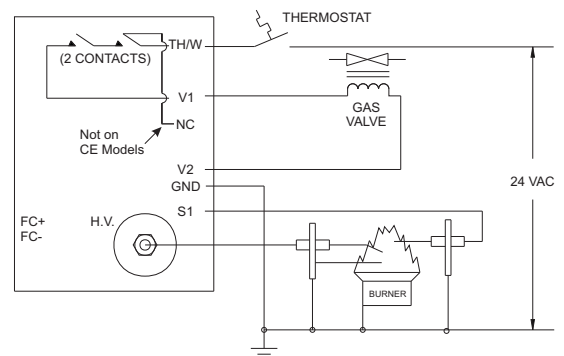 THERMOSTAT
TH/W
(2 CONTACTS)
V1
GAS
VALVE
NC
Not on
CE Models
V2
24 VAC
GND
S1
FC+
FC-
H.V.
BURNER